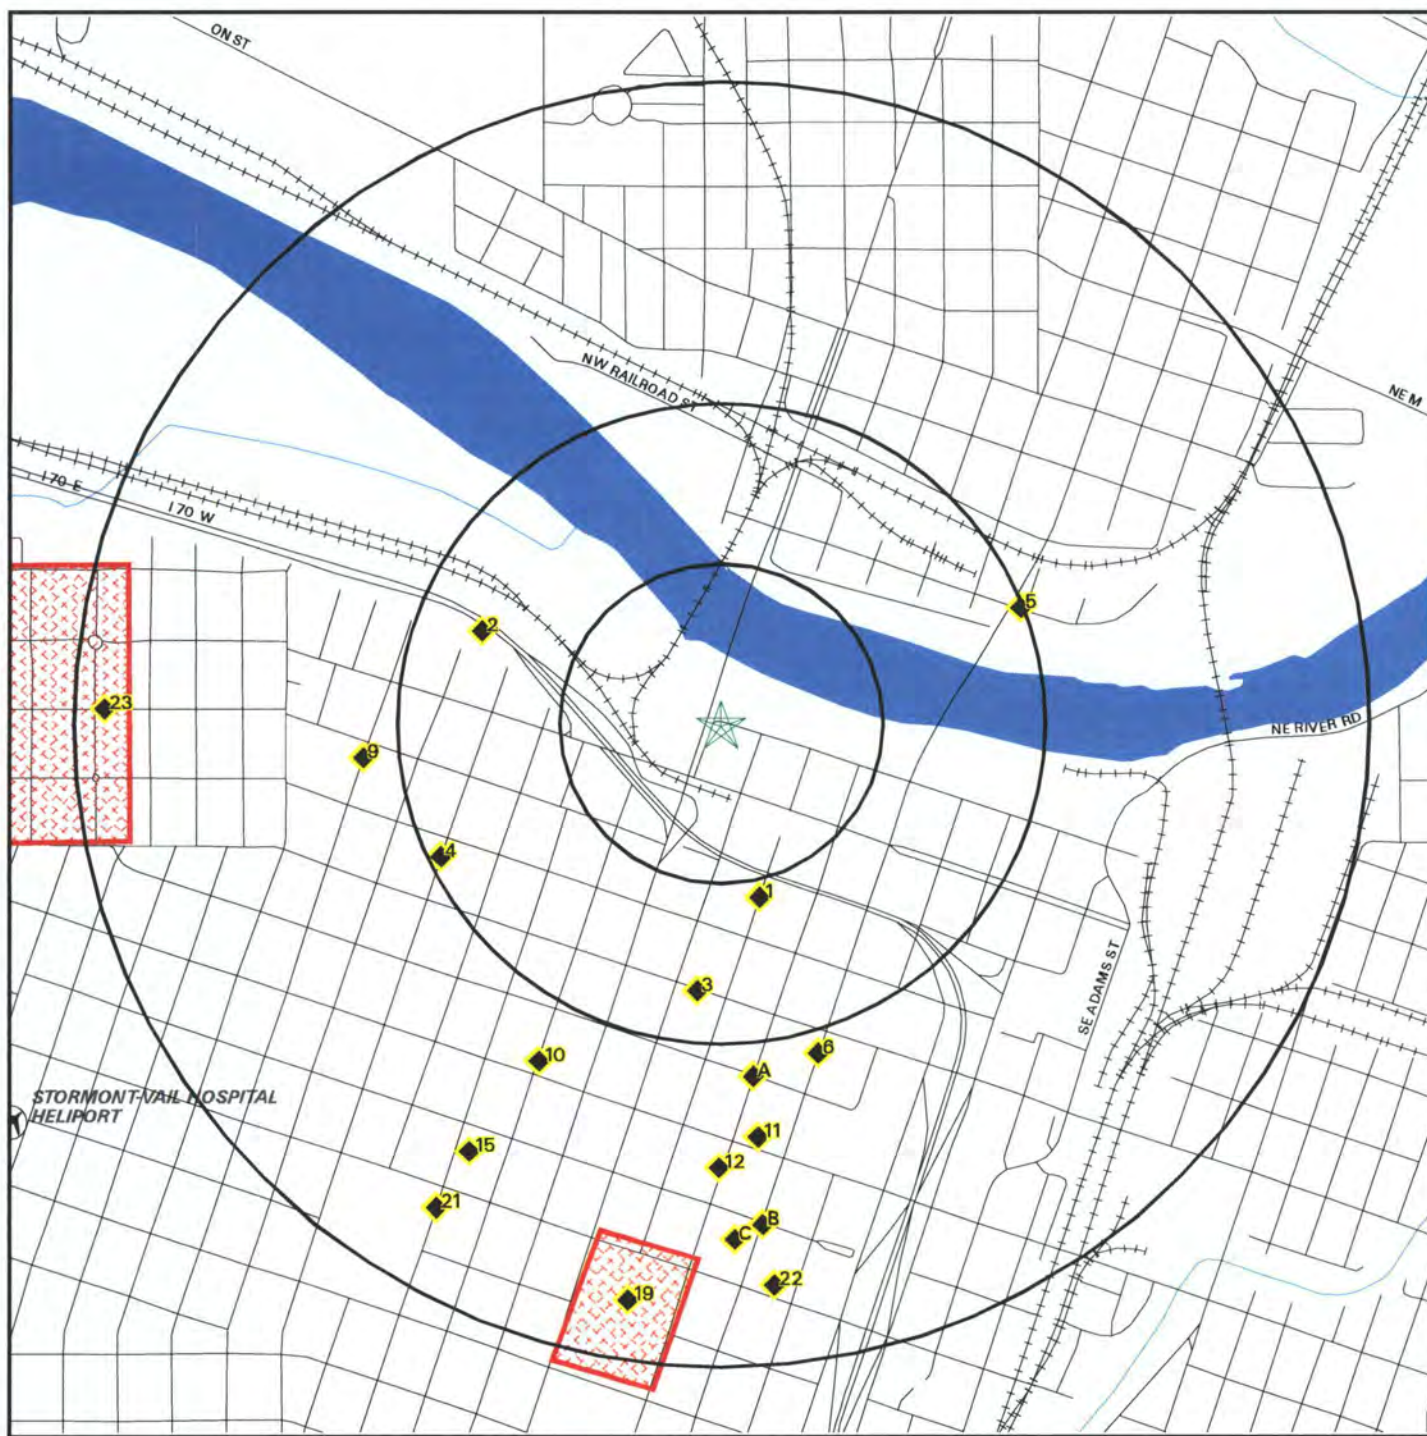 ON ST
NW RAILROAD ST
NE M
I 70 E
I 70 W
5
2
23
NE RIVER RD
9
4
1
SE ADAMS ST
3
6
10
A
STORMONT-VAIL HOSPITAL
HELIPORT
11
15
12
21
B
C
22
19